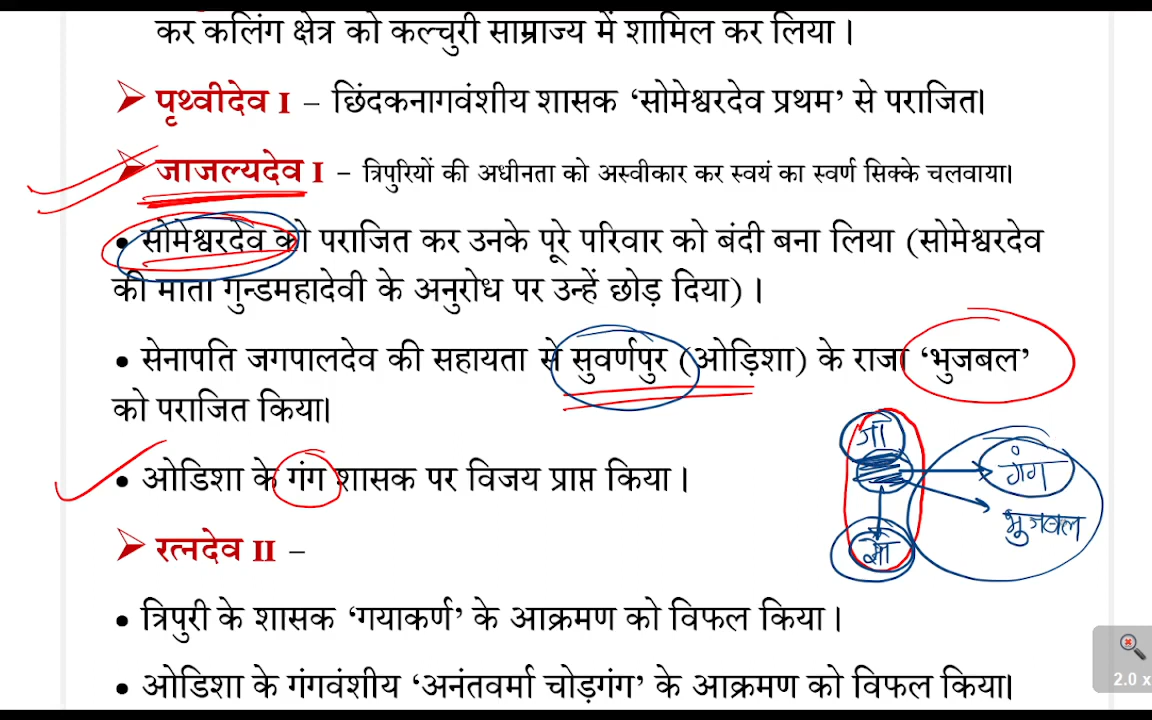 कर कलिंग क्षेत्र को कल्चुरी साम्राज्य में शामिल कर लिया।
पृथ्वीदेव I – छिंदकनागवंशीय शासक ‘सोमेश्वरदेव प्रथम’ से पराजित।
जाजल्यदेव I – त्रिपुरियों की अधीनता को अस्वीकार कर स्वयं का स्वर्ण सिक्के चलवाया।
• सोमेश्वरदेव को पराजित कर उनके पूरे परिवार को बंदी बना लिया (सोमेश्वरदेव
की माता गुन्डमहादेवी के अनुरोध पर उन्हें छोड़ दिया)।
• सेनापति जगपालदेव की सहायता से सुवर्णपुर (ओड़िशा) के राजा ‘भुजबल’
को पराजित किया।
जा
• ओडिशा के गंग शासक पर विजय प्राप्त किया।
गंग
भुजबल
सो
रत्नदेव II –
• त्रिपुरी के शासक ‘गयाकर्ण’ के आक्रमण को विफल किया।
• ओडिशा के गंगवंशीय ‘अनंतवर्मा चोड़गंग’ के आक्रमण को विफल किया।
2.0 x